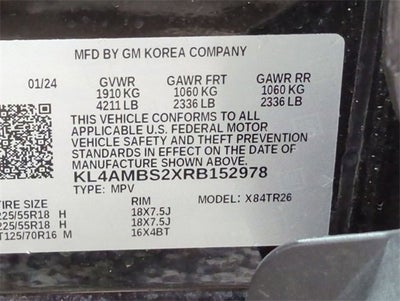 MFD BY GM KOREA COMPANY
01/24 GVWR GAWR FRT GAWR RR
1910 KG 1060 KG 1060 KG
4211 LB 2336 LB 2336 LB
THIS VEHICLE CONFORMS TO ALL
APPLICABLE U.S. FEDERAL MOTOR
VEHICLE SAFETY AND THEFT PREVENTION
STANDARDS IN EFFECT ON THE DATE OF
MANUFACTURE SHOWN ABOVE.
KL4AMBS2XRB152978
TYPE: MPV MODEL: X84TR26
TIRE SIZE RIM
225/55R18 H 18X7.5J
225/55R18 H 18X7.5J
T125/70R16 M 16X4BT